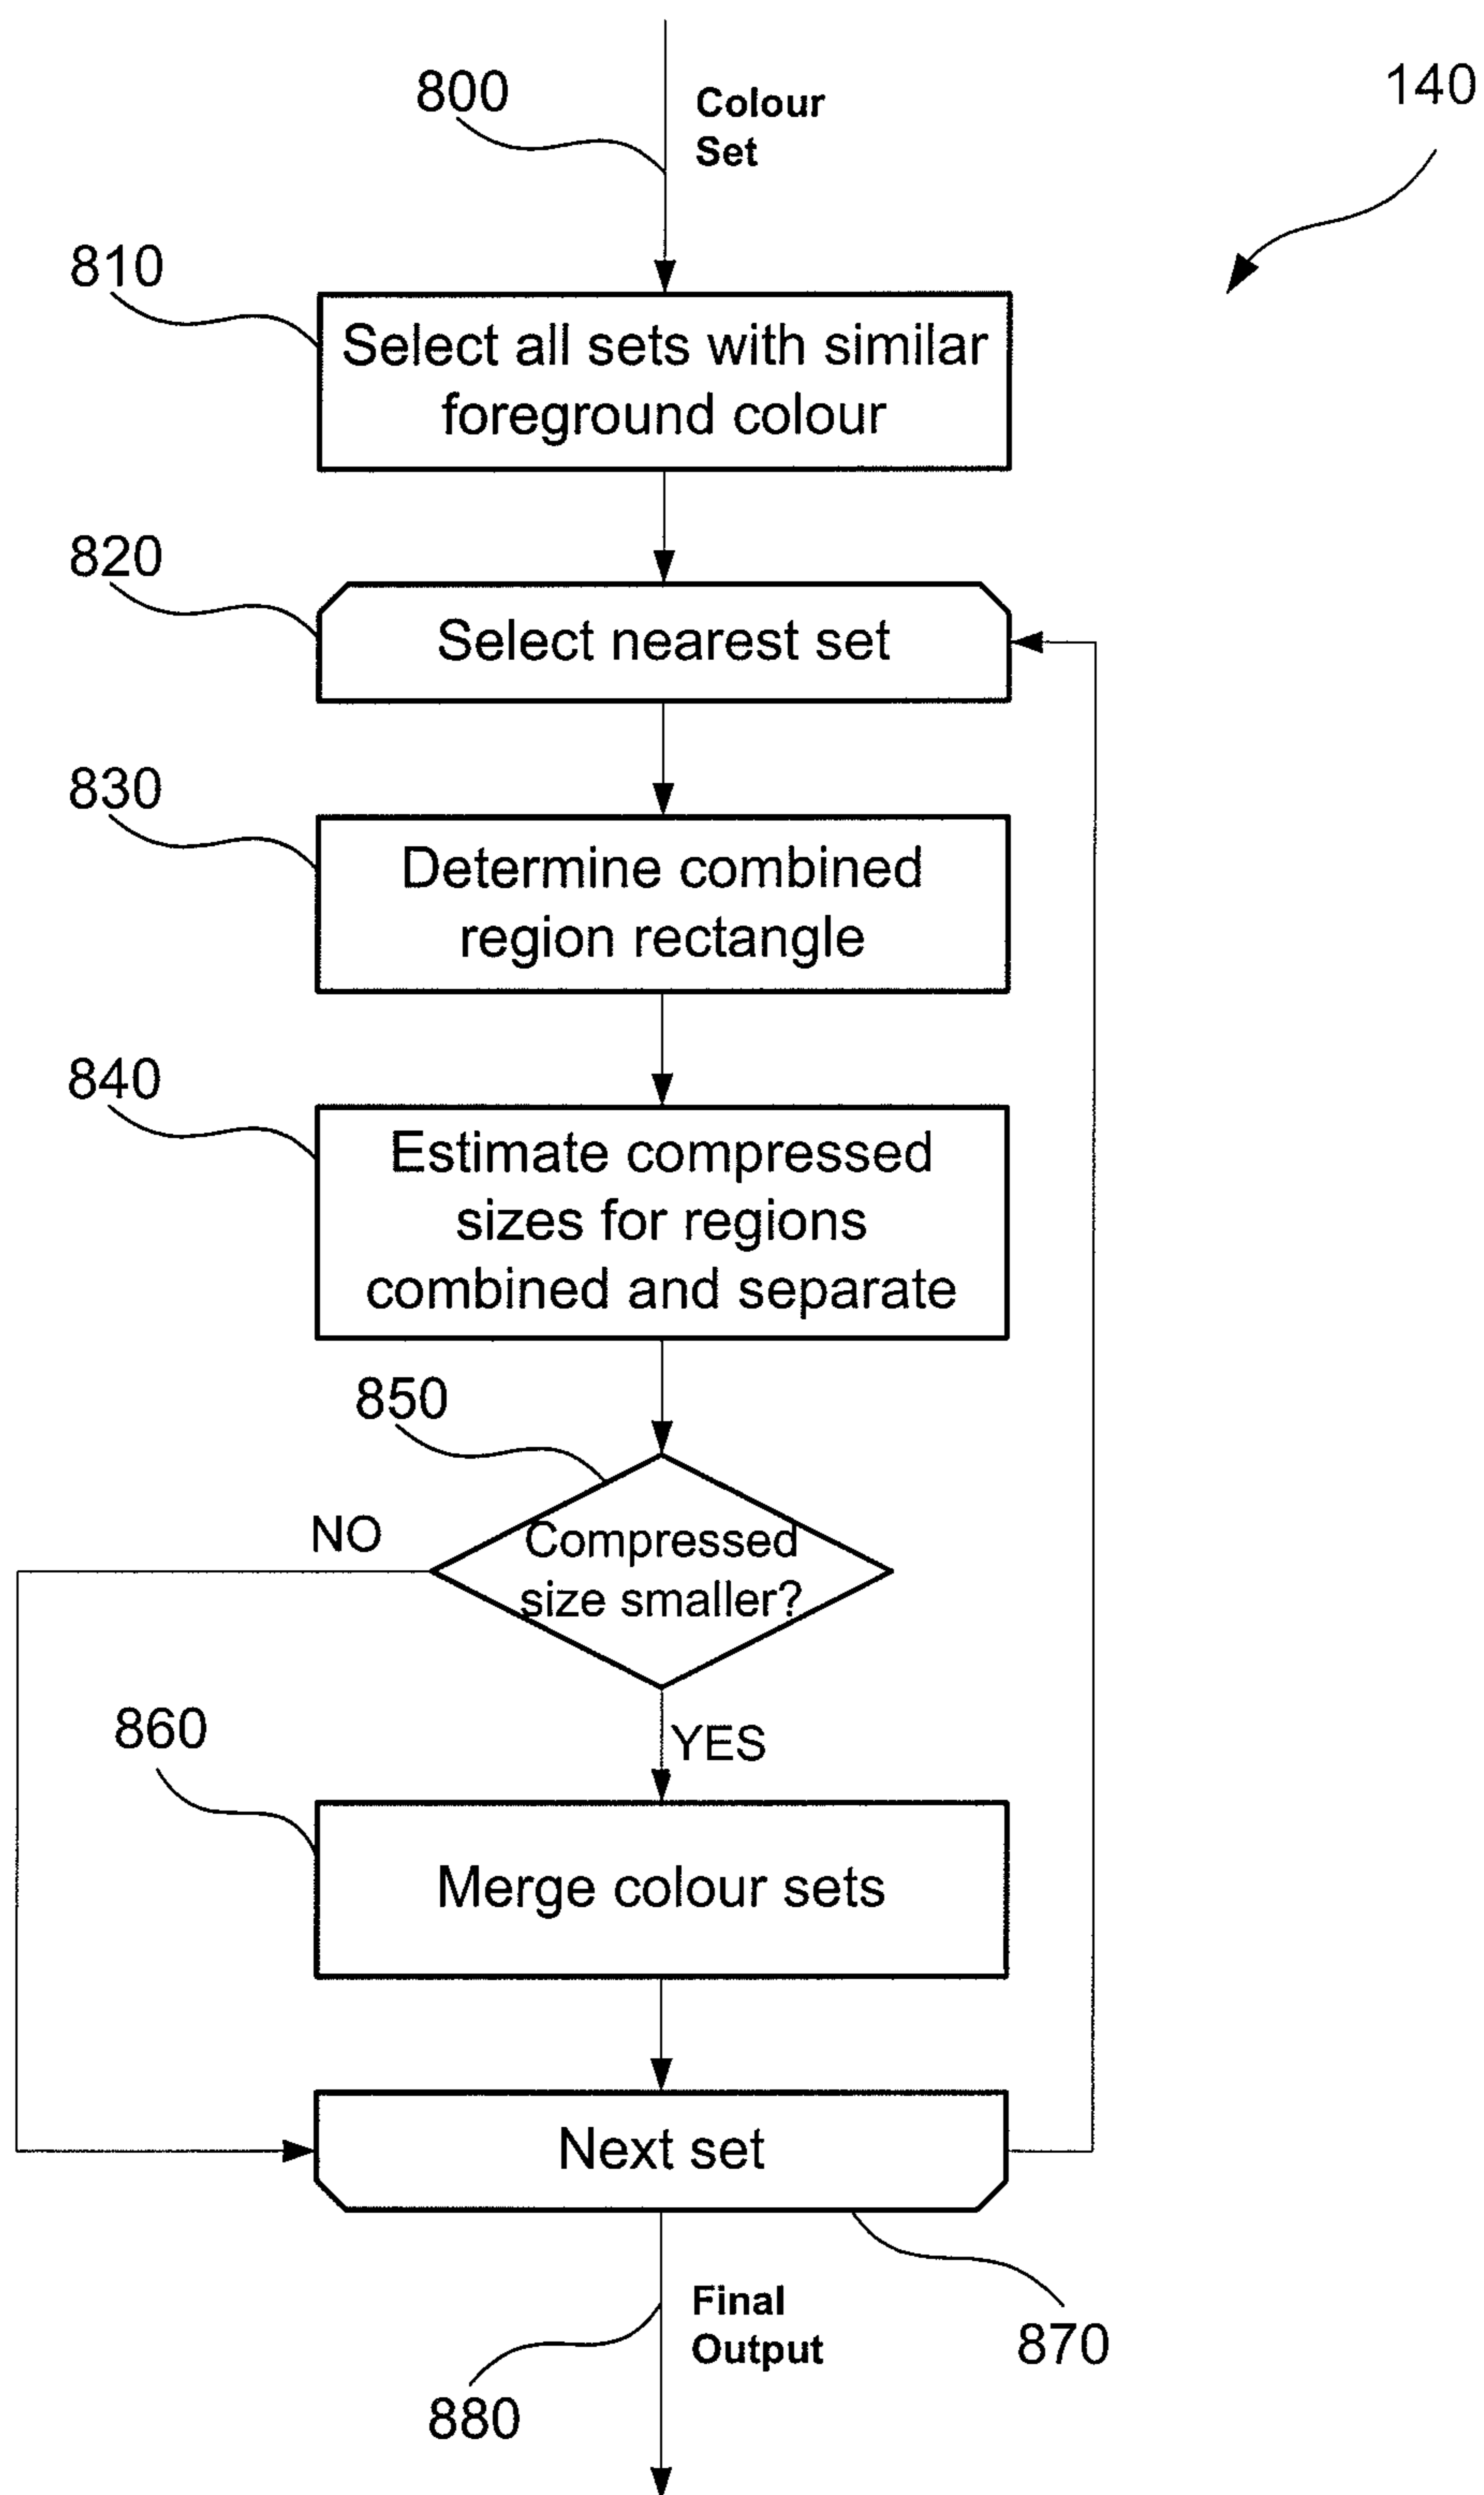 800
Colour
Set
140
810
Select all sets with similar
foreground colour
820
Select nearest set
830
Determine combined
region rectangle
840
Estimate compressed
sizes for regions
combined and separate
850
NO
Compressed
size smaller?
YES
860
Merge colour sets
Next set
Final
Output
870
880